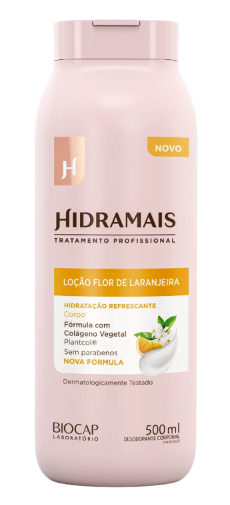 H
NOVO
HIDRAMAIS
TRATAMENTO PROFISSIONAL
LOÇÃO FLOR DE LARANJEIRA
HIDRATAÇÃO REFRESCANTE
Corpo
Fórmula com
Colágeno Vegetal
Plantcol®
Sem parabenos
NOVA FÓRMULA
Dermatologicamente Testado
BIOCAP
LABORATÓRIO
500 ml
DESODORANTE CORPORAL